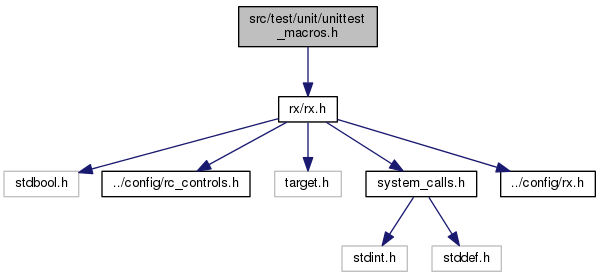 src/test/unit/unittest
_macros.h
rx/rx.h
stdbool.h
../config/rc_controls.h
target.h
system_calls.h
../config/rx.h
stdint.h
stddef.h